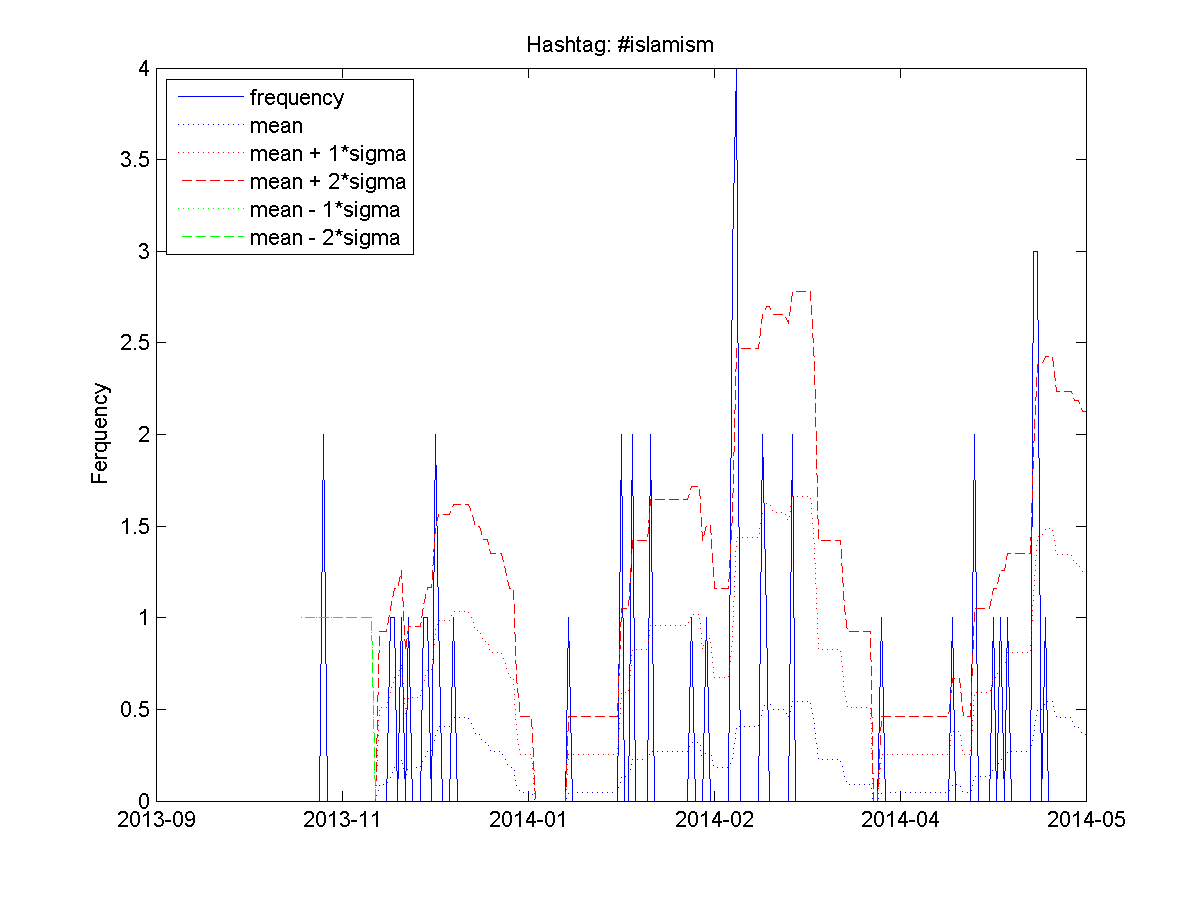 Hashtag: #islamism
4
3.5
3
2.5
2
1.5
1
0.5
0
Ferquency
frequency
mean
mean + 1*sigma
mean + 2*sigma
mean - 1*sigma
mean - 2*sigma
2013-09 2013-11 2014-01 2014-02 2014-04 2014-05